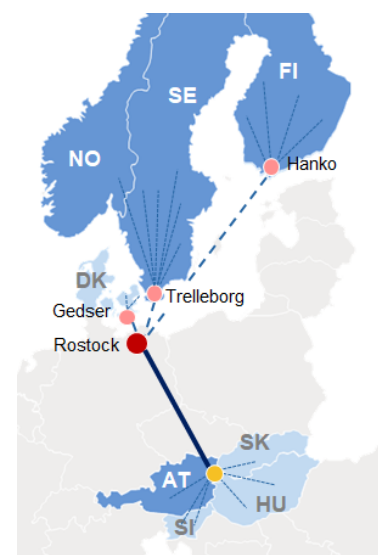 FI
SE
NO
Hanko
DK
Trelleborg
Gedser
Rostock
SK
AT
HU
SI